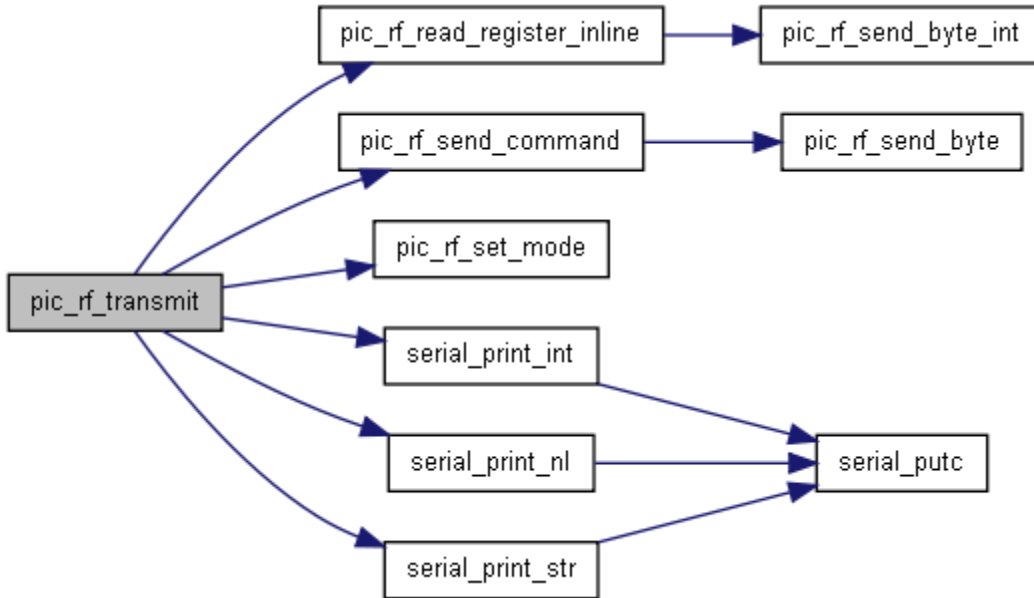 pic_rf_read_register_inline
pic_rf_send_byte_int
pic_rf_send_command
pic_rf_send_byte
pic_rf_set_mode
pic_rf_transmit
serial_print_int
serial_print_nl
serial_putc
serial_print_str